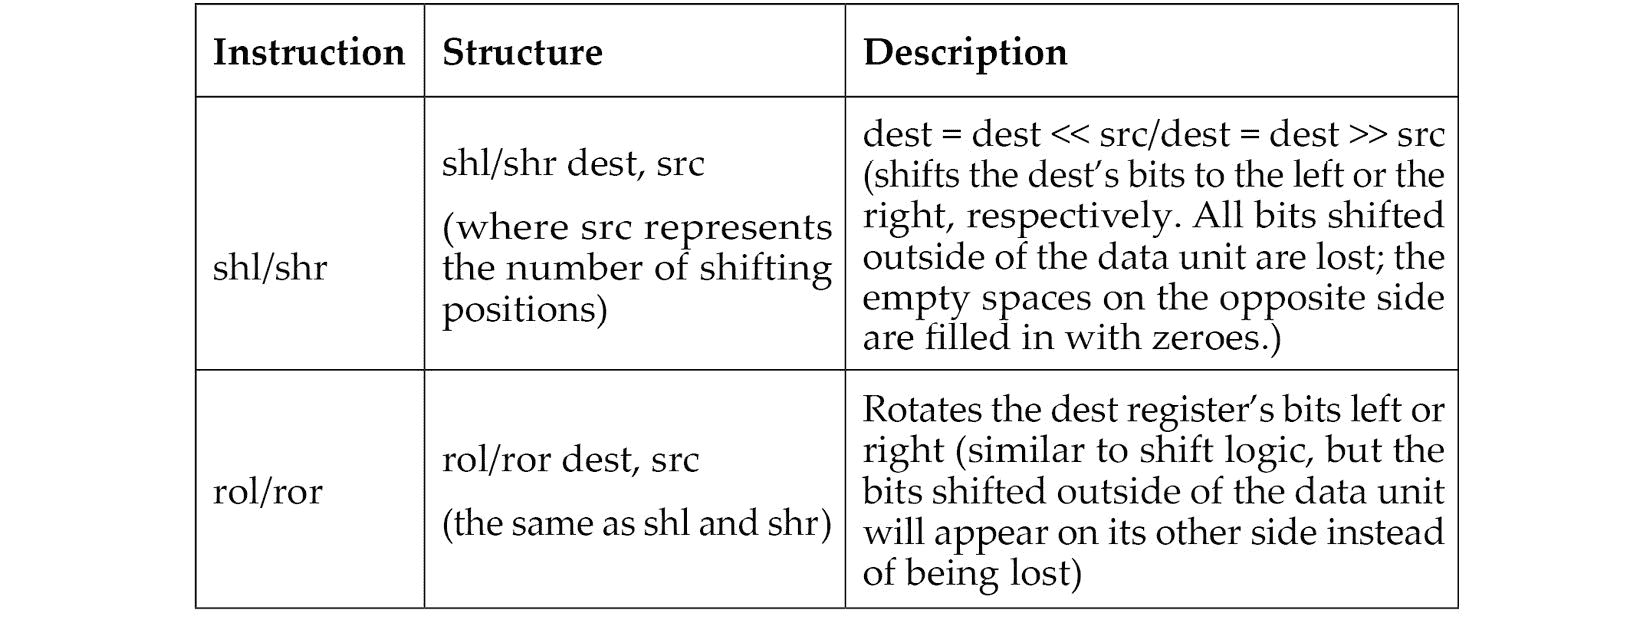 Instruction Structure Description
shl/shr
shl/shr dest, src
(where src represents
the number of shifting
positions)
dest = dest << src/dest = dest >> src
(shifts the dest’s bits to the left or the
right, respectively. All bits shifted
outside of the data unit are lost; the
empty spaces on the opposite side
are filled in with zeroes.)
rol/ror
rol/ror dest, src
(the same as shl and shr)
Rotates the dest register’s bits left or
right (similar to shift logic, but the
bits shifted outside of the data unit
will appear on its other side instead
of being lost)